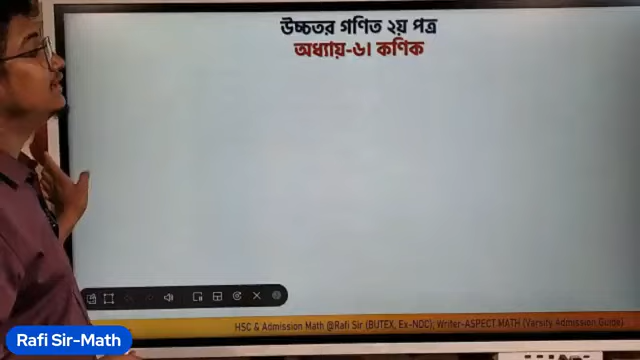 উচ্চতর গণিত ২য় পত্র
অধ্যায়-৬। কণিক
HSC & Admission Math @Rafi Sir (BUTEX, Ex-NDC), Writer-ASPECT MATH (Varsity Admission Guide)
Rafi Sir-Math